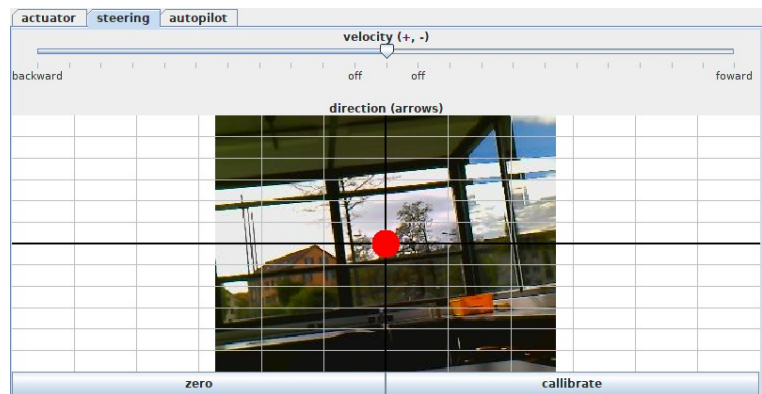 actuator steering autopilot
velocity (+, -)
backward off off foward
direction (arrows)
zero callibrate